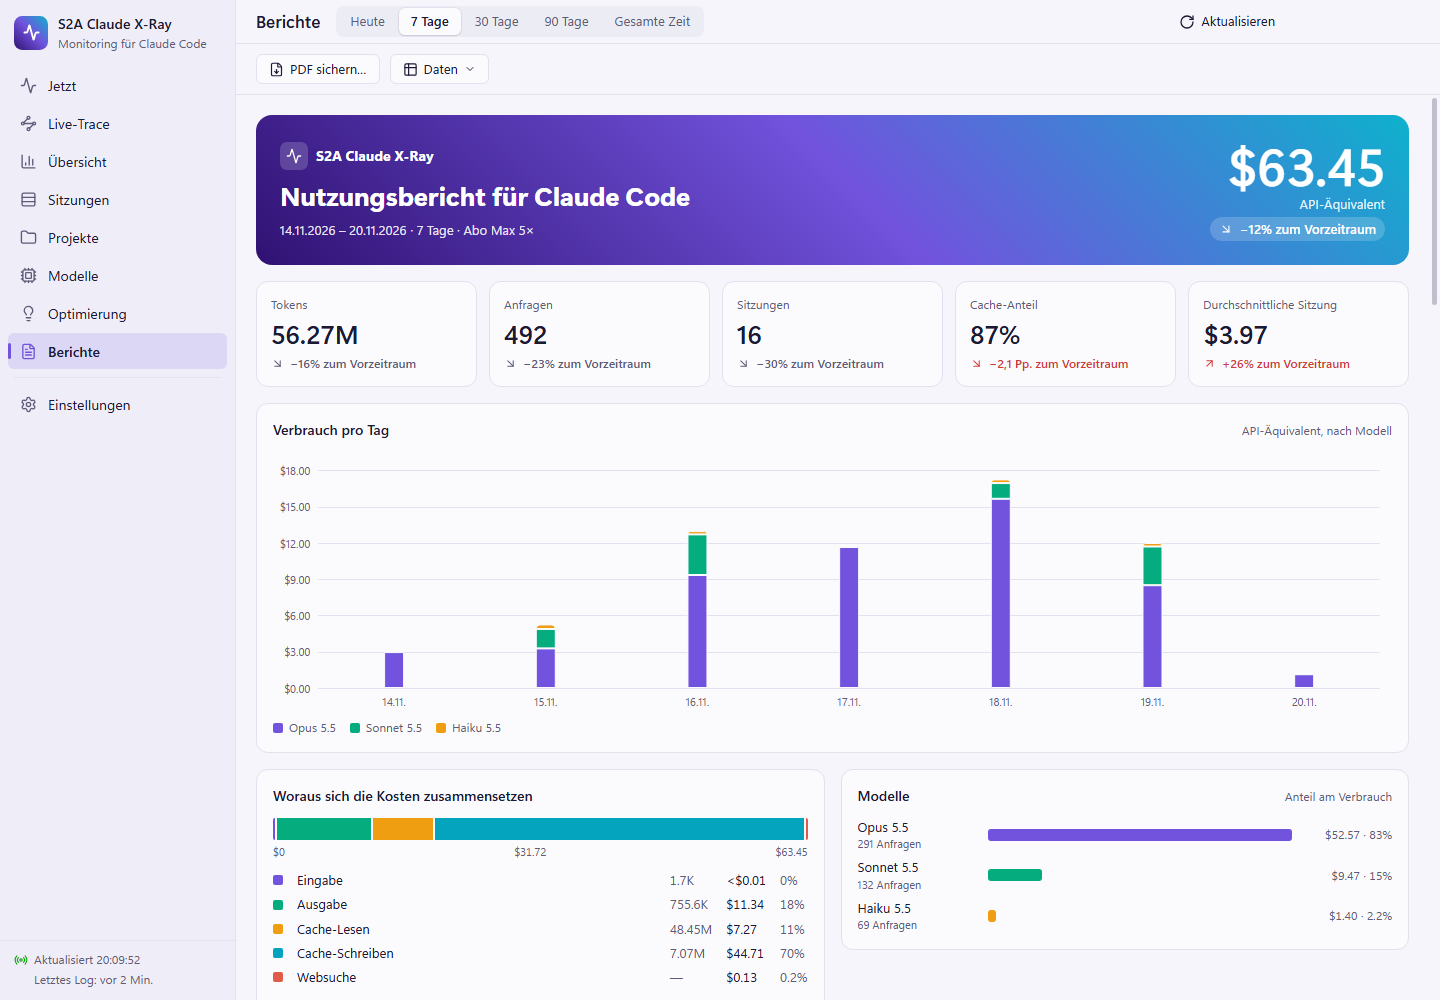 S2A Claude X-Ray
Monitoring für Claude Code
Jetzt
Live-Trace
Übersicht
Sitzungen
Projekte
Modelle
Optimierung
Berichte
Einstellungen
Aktualisiert 20:09:52
Letztes Log: vor 2 Min.
Berichte
Heute 7 Tage 30 Tage 90 Tage Gesamte Zeit
Aktualisieren
PDF sichern... Daten
S2A Claude X-Ray
Nutzungsbericht für Claude Code
14.11.2026 – 20.11.2026 · 7 Tage · Abo Max 5×
$63.45
API-Äquivalent
−12% zum Vorzeitraum
Tokens
56.27M
−16% zum Vorzeitraum
Anfragen
492
−23% zum Vorzeitraum
Sitzungen
16
−30% zum Vorzeitraum
Cache-Anteil
87%
−2,1 Pp. zum Vorzeitraum
Durchschnittliche Sitzung
$3.97
+26% zum Vorzeitraum
Verbrauch pro Tag
API-Äquivalent, nach Modell
$18.00
$15.00
$12.00
$9.00
$6.00
$3.00
$0.00
14.11. 15.11. 16.11. 17.11. 18.11. 19.11. 20.11.
Opus 5.5 Sonnet 5.5 Haiku 5.5
Woraus sich die Kosten zusammensetzen
$0 $31.72 $63.45
Eingabe 1.7K <$0.01 0%
Ausgabe 755.6K $11.34 18%
Cache-Lesen 48.45M $7.27 11%
Cache-Schreiben 7.07M $44.71 70%
Websuche — $0.13 0.2%
Modelle
Anteil am Verbrauch
Opus 5.5
291 Anfragen
$52.57 · 83%
Sonnet 5.5
132 Anfragen
$9.47 · 15%
Haiku 5.5
69 Anfragen
$1.40 · 2.2%